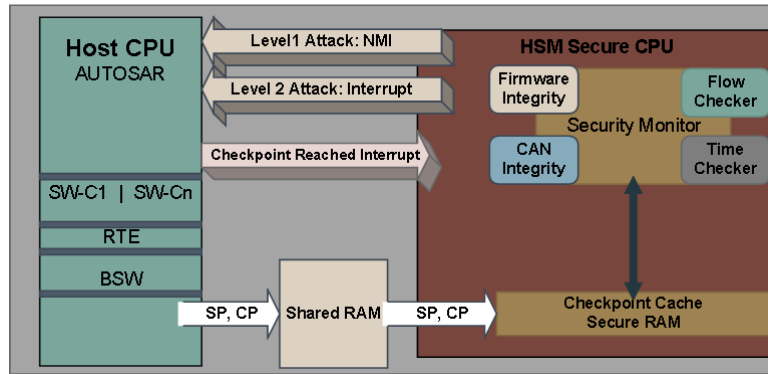 Host CPU
AUTOSAR
Level1 Attack: NMI
Level 2 Attack: Interrupt
Checkpoint Reached Interrupt
SW-C1 | SW-Cn
RTE
BSW
SP, CP
Shared RAM
SP, CP
HSM Secure CPU
Firmware
Integrity
Flow
Checker
Security Monitor
CAN
Integrity
Time
Checker
Checkpoint Cache
Secure RAM